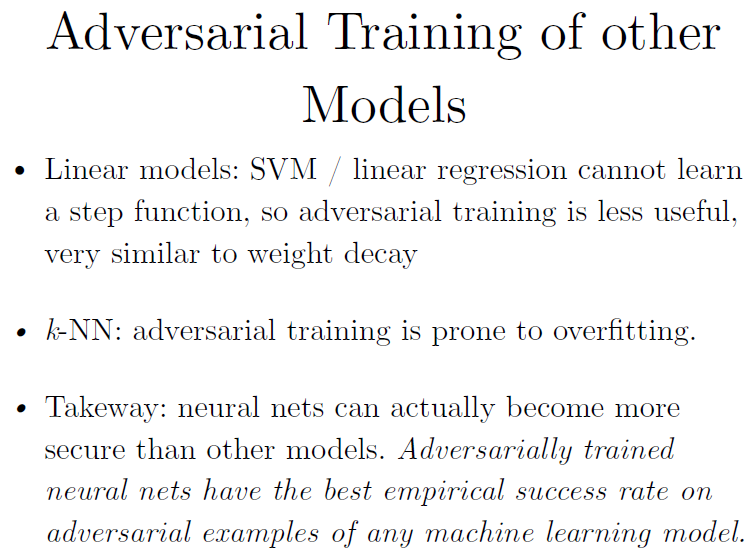 Adversarial Training of other
Models
• Linear models: SVM / linear regression cannot learn
a step function, so adversarial training is less useful,
very similar to weight decay
• k-NN: adversarial training is prone to overfitting.
• Takeway: neural nets can actually become more
secure than other models. Adversarially trained
neural nets have the best empirical success rate on
adversarial examples of any machine learning model.